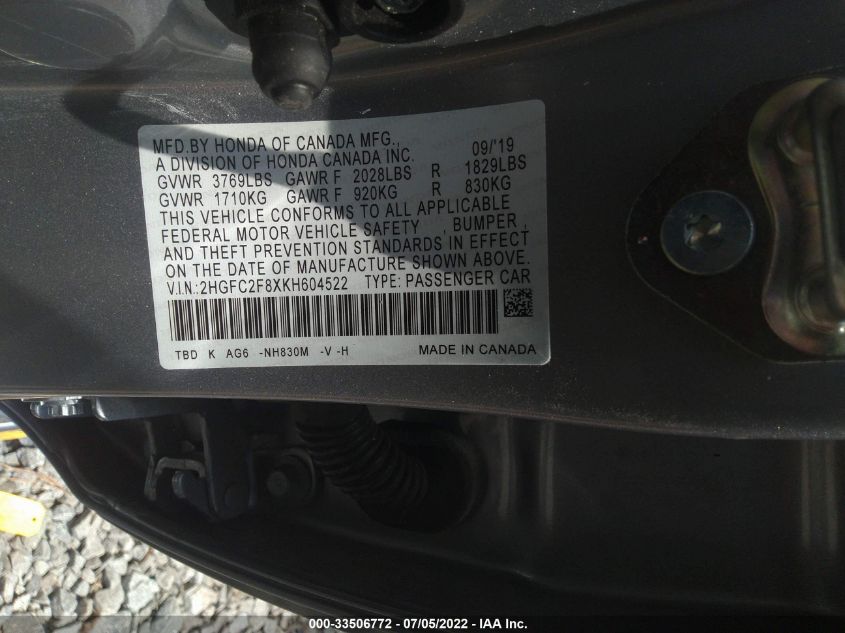 MFD.BY HONDA OF CANADA MFG.,
A DIVISION OF HONDA CANADA INC. 09/'19
GVWR 3769LBS GAWR F 2028LBS R 1829LBS
GVWR 1710KG GAWR F 920KG R 830KG
THIS VEHICLE CONFORMS TO ALL APPLICABLE
FEDERAL MOTOR VEHICLE SAFETY , BUMPER ,
AND THEFT PREVENTION STANDARDS IN EFFECT
ON THE DATE OF MANUFACTURE SHOWN ABOVE.
V.I.N.:2HGFC2F8XKH604522 TYPE: PASSENGER CAR
TBD K AG6 -NH830M -V -H MADE IN CANADA
000-33506772 - 07/05/2022 - IAA Inc.